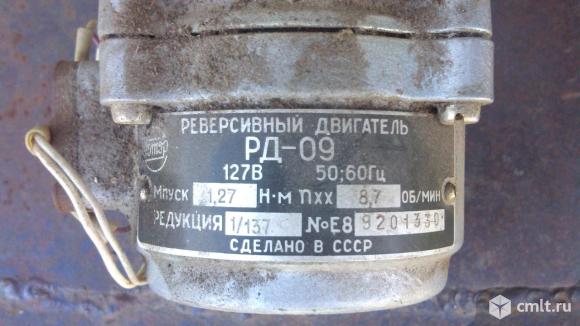 РЕВЕРСИВНЫЙ ДВИГАТЕЛЬ
РД-09
127В 50;60Гц
Мпуск 1,27 Н·м nхх 8,7 ОБ/МИН
РЕДУКЦИЯ 1/137 №Е8 9201330
СДЕЛАНО В СССР
cmlt.ru